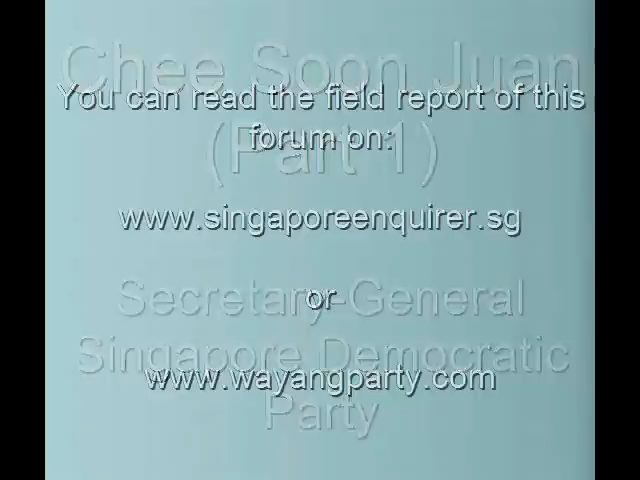 Chee Soon Juan
You can read the field report of this
forum on:
(Part 1)
www.singaporeenquirer.sg
or
Secretary-General
Singapore Democratic
www.wayangparty.com
Party